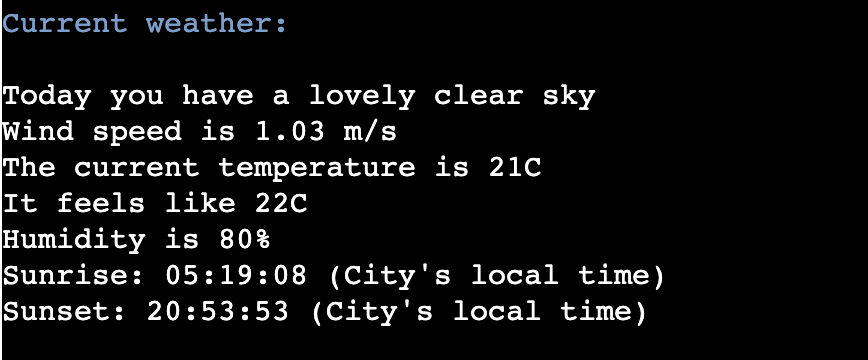 Current weather:
Today you have a lovely clear sky
Wind speed is 1.03 m/s
The current temperature is 21C
It feels like 22C
Humidity is 80%
Sunrise: 05:19:08 (City's local time)
Sunset: 20:53:53 (City's local time)